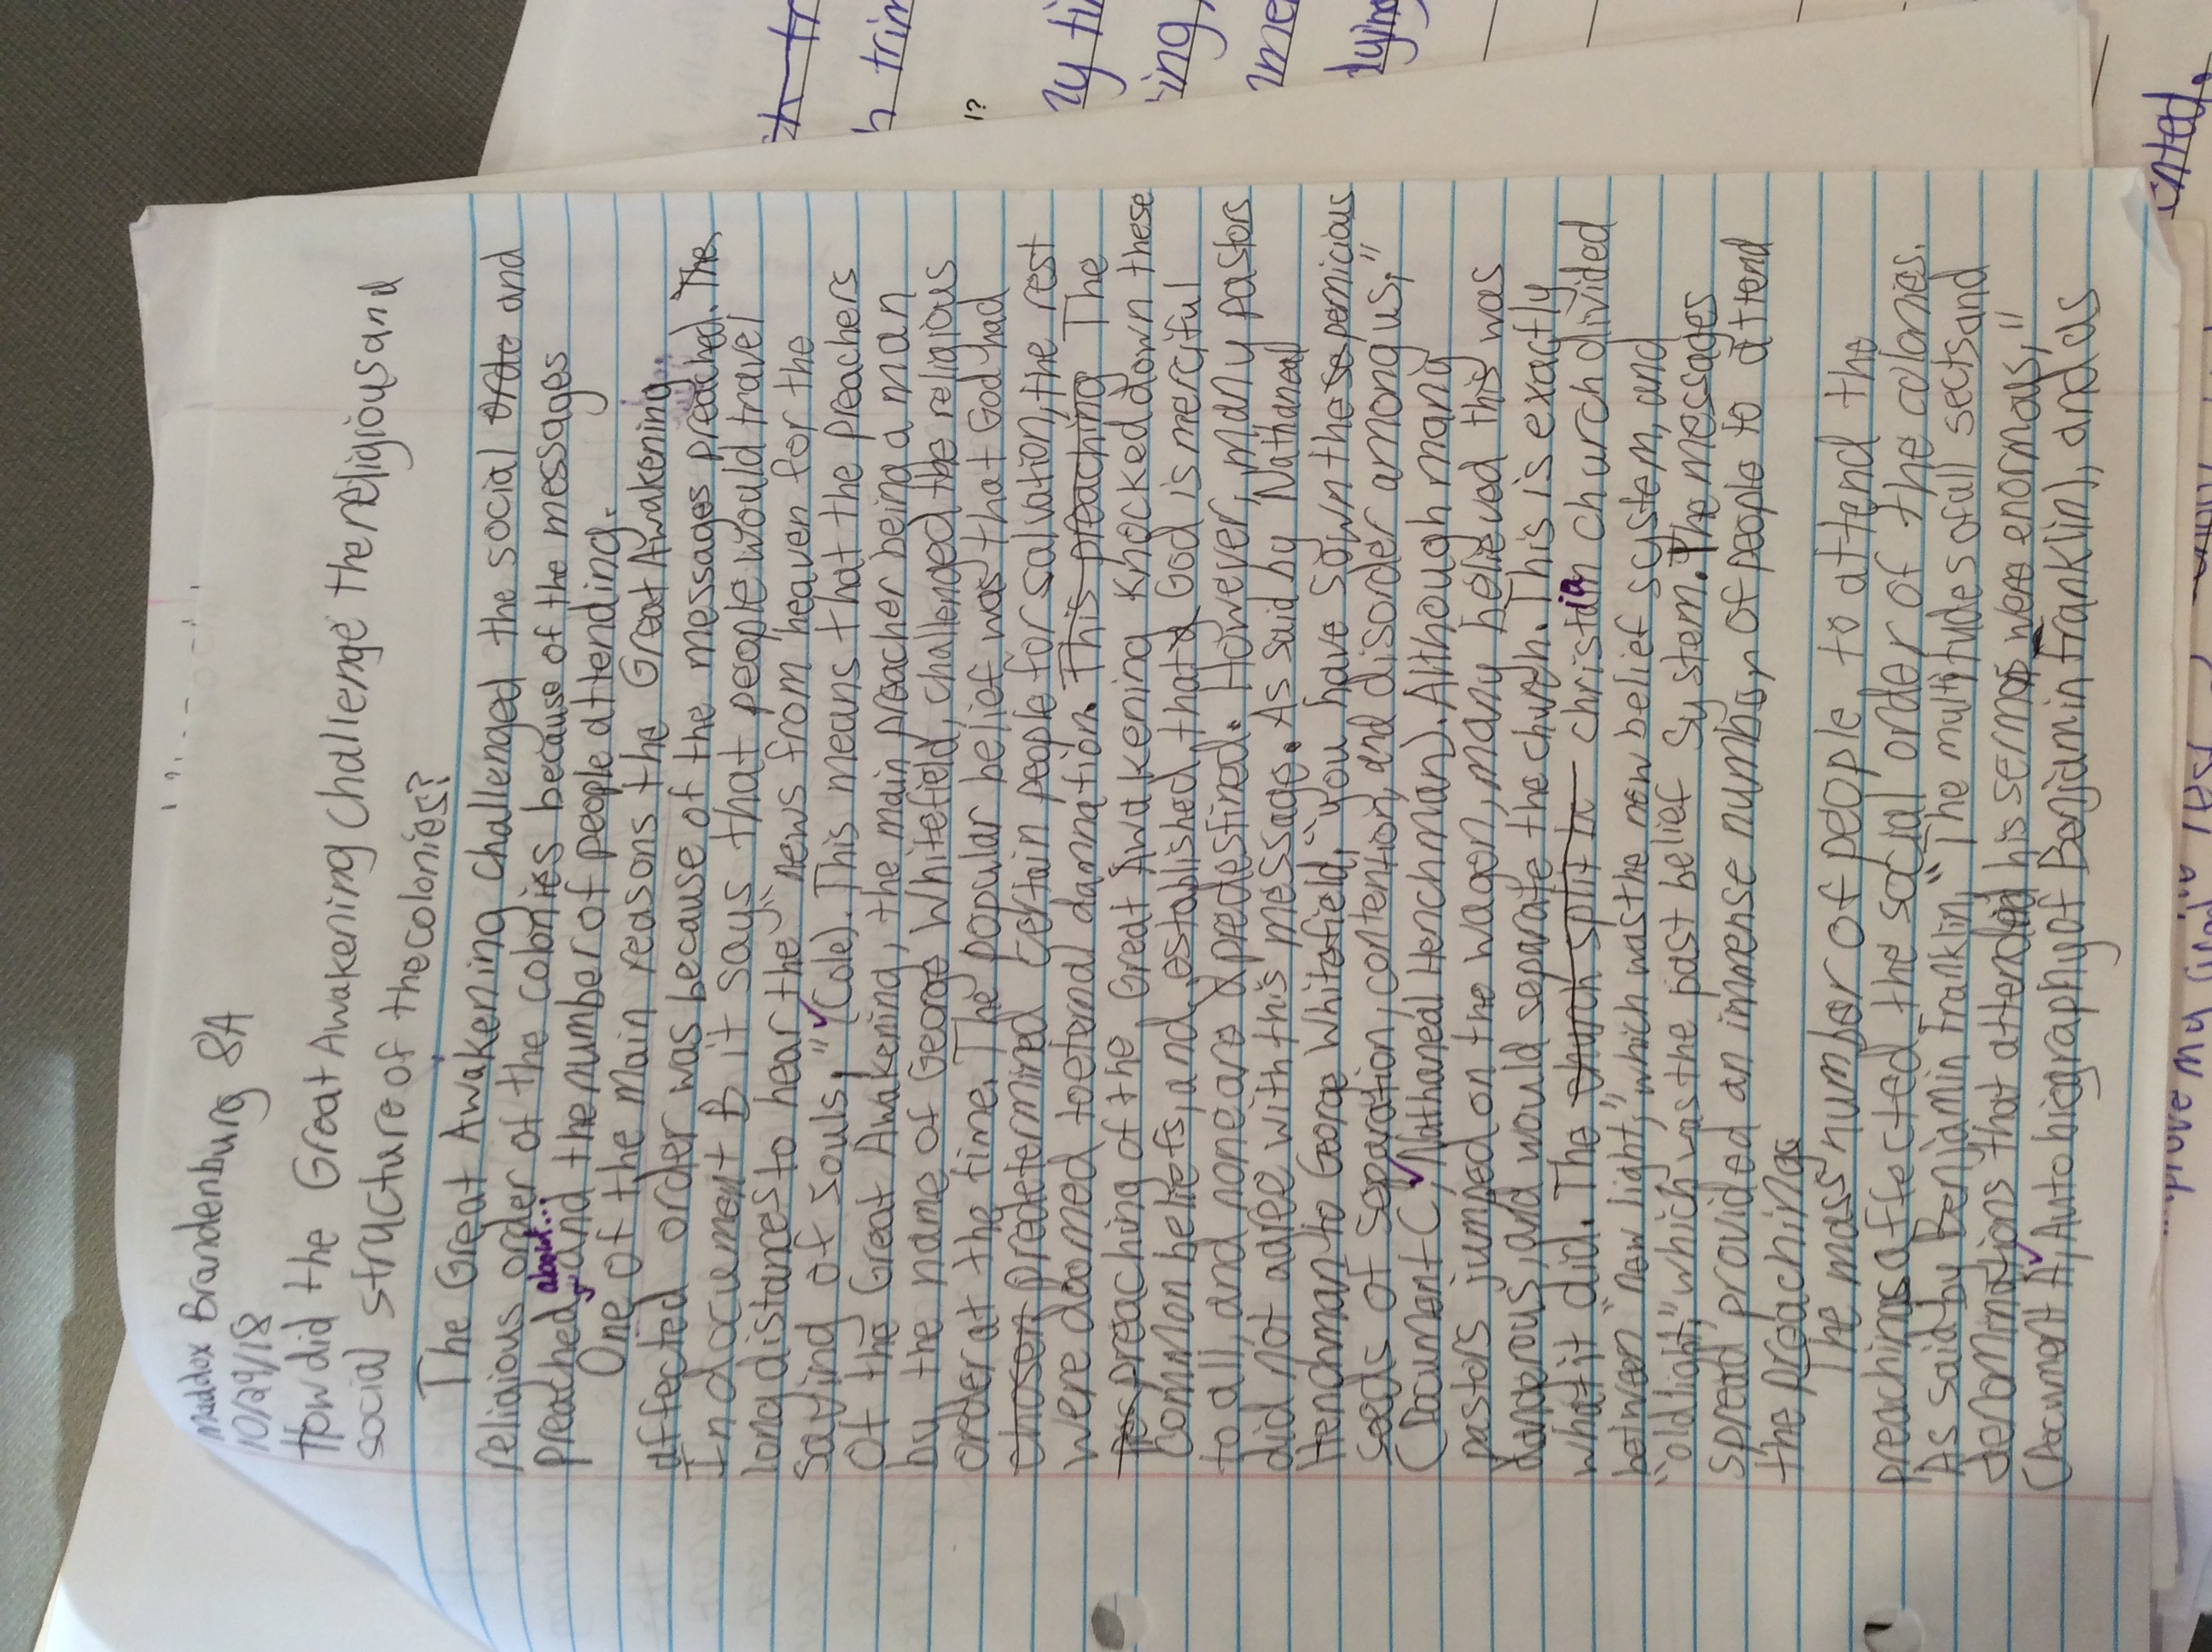 Maddox Brandenburg 8A
10/29/18
How did the Great Awakening challenge the religious and
social structure of the colonies?
The Great Awakening challenged the social orde and
religious order of the colonies because of the messages
about...
preached and the number of people attending.
One of the main reasons the Great Awakening
affected order was because of the messages preached. The
In document B it says that people would travel
long distances to hear the "news from heaven for the
saving of souls," (Cole). This means that the preachers
of the Great Awakening, the main preacher being a man
by the name of George Whitefield, challenged the religious
order at the time. The popular belief was that God had
chosen predetermined certain people for salvation, the rest
were doomed to eternal damnation. This preaching The
preaching of the Great Awakening knocked down these
common beliefs, and established that God is merciful
to all, and none are predestined. However, many pastors
did not agree with this message. As said by Nathaneal
Henchman to George Whitefield, "you have sown these pernicious
seeds of separation, contention, and disorder among us,"
(Document C, Nathaneal Henchman). Although many
pastors jumped on the wagon, many believed this was
dangerous, and would separate the church. This is exactly
what it did. The church split be christian church divided
between "new light," which was the new belief system, and
"old light," which was the past belief system. The messages
spread provided an immense number of people to attend
the preachings
The mass number of people to attend the
preachings affected the social order of the colonies.
As said by Benjamin Franklin, "The multitudes of all sects and
denominations that attended his sermons were enormous,"
(Document A, Autobiography of Benjamin Franklin), and as
h trim
l?
ny ti
ing
ime
lying
improve my
ented.